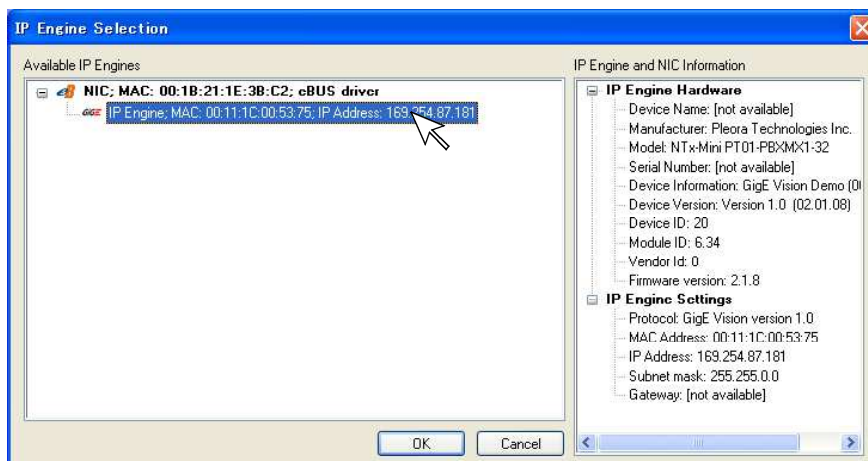 IP Engine Selection
Available IP Engines
NIC; MAC: 00:1B:21:1E:3B:C2; eBUS driver
GigE IP Engine; MAC: 00:11:1C:00:53:75; IP Address: 169.254.87.181
OK
Cancel
IP Engine and NIC Information
IP Engine Hardware
Device Name: [not available]
Manufacturer: Pleora Technologies Inc.
Model: NTx-Mini PT01-PBXMX1-32
Serial Number: [not available]
Device Information: GigE Vision Demo (0
Device Version: Version 1.0 (02.01.08)
Device ID: 20
Module ID: 6.34
Vendor Id: 0
Firmware version: 2.1.8
IP Engine Settings
Protocol: GigE Vision version 1.0
MAC Address: 00:11:1C:00:53:75
IP Address: 169.254.87.181
Subnet mask: 255.255.0.0
Gateway: [not available]